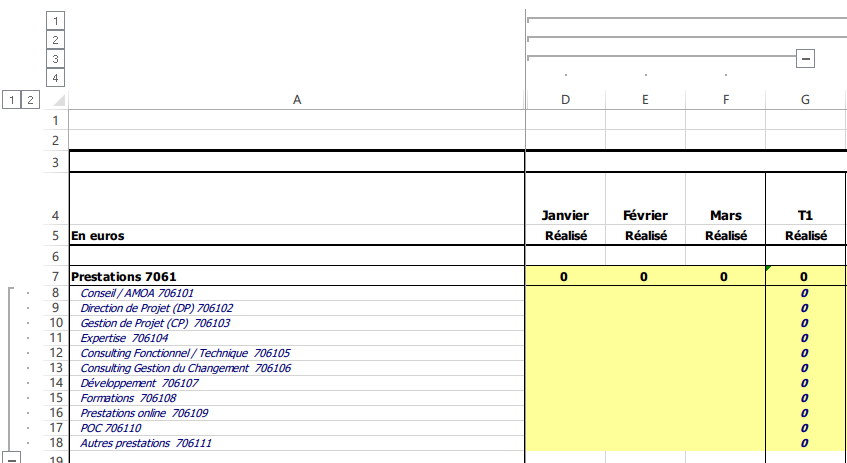 1
2
3
4
1 2 A D E F G
1
2
3
4 Janvier Février Mars T1
5 En euros Réalisé Réalisé Réalisé Réalisé
6
7 Prestations 7061 0 0 0 0
8 Conseil / AMOA 706101 0
9 Direction de Projet (DP) 706102 0
10 Gestion de Projet (CP) 706103 0
11 Expertise 706104 0
12 Consulting Fonctionnel / Technique 706105 0
13 Consulting Gestion du Changement 706106 0
14 Développement 706107 0
15 Formations 706108 0
16 Prestations online 706109 0
17 POC 706110 0
18 Autres prestations 706111 0
19